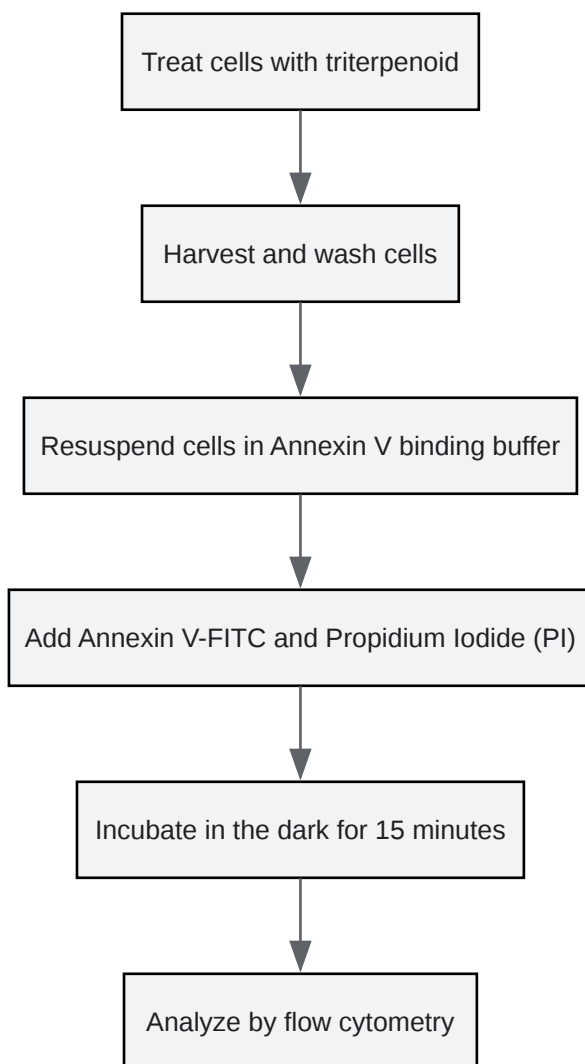 Treat cells with triterpenoid
Harvest and wash cells
Resuspend cells in Annexin V binding buffer
Add Annexin V-FITC and Propidium Iodide (PI)
Incubate in the dark for 15 minutes
Analyze by flow cytometry